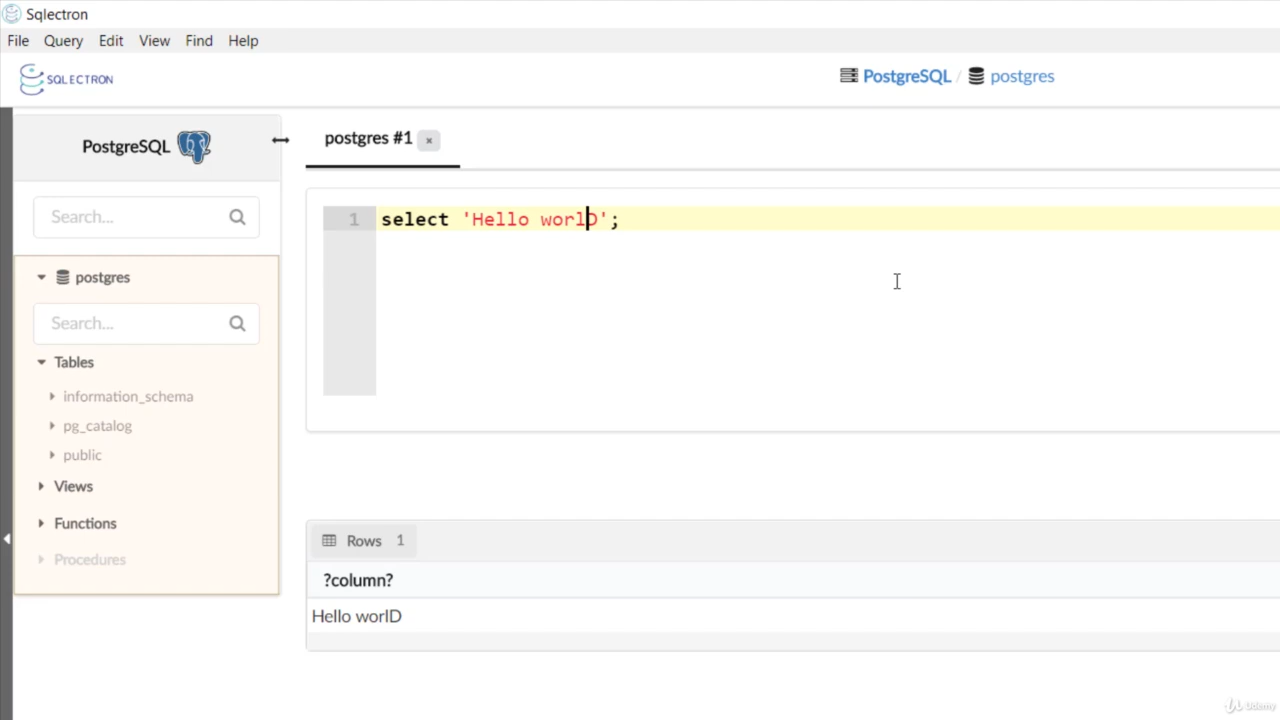 Sqlectron
File Query Edit View Find Help
SQLECTRON
PostgreSQL / postgres
PostgreSQL
postgres #1 ×
Search...
1 select 'Hello worlD';
postgres
Search...
Tables
information_schema
pg_catalog
public
Views
Functions
Procedures
Rows 1
?column?
Hello worlD
Udemy